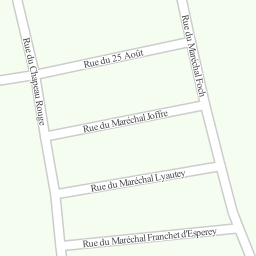 Rue du Maréchal Foch
Rue du Chapeau Rouge
Rue du 25 Août
Rue du Maréchal Joffre
Rue du Maréchal Lyautey
Rue du Maréchal Franchet d'Esperey